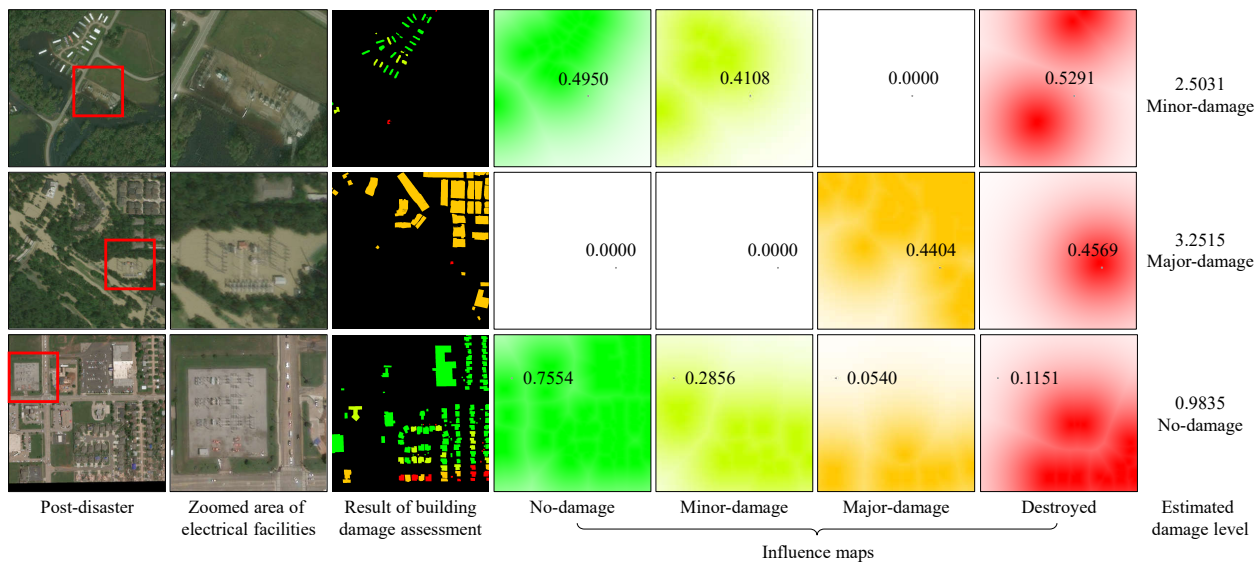 0.4950 0.4108 0.0000 0.5291 2.5031
Minor-damage
0.0000 0.0000 0.4404 0.4569 3.2515
Major-damage
0.7554 0.2856 0.0540 0.1151 0.9835
No-damage
Post-disaster Zoomed area of Result of building No-damage Minor-damage Major-damage Destroyed Estimated
electrical facilities damage assessment damage level
Influence maps